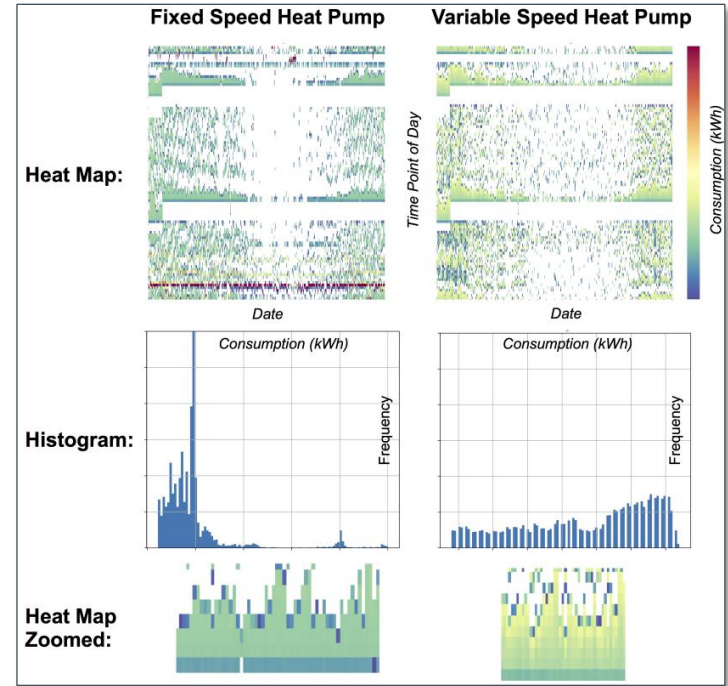 Fixed Speed Heat Pump
Variable Speed Heat Pump
Heat Map:
Time Point of Day
Consumption (kWh)
Date
Date
Histogram:
Consumption (kWh)
Frequency
Consumption (kWh)
Frequency
Heat Map
Zoomed: